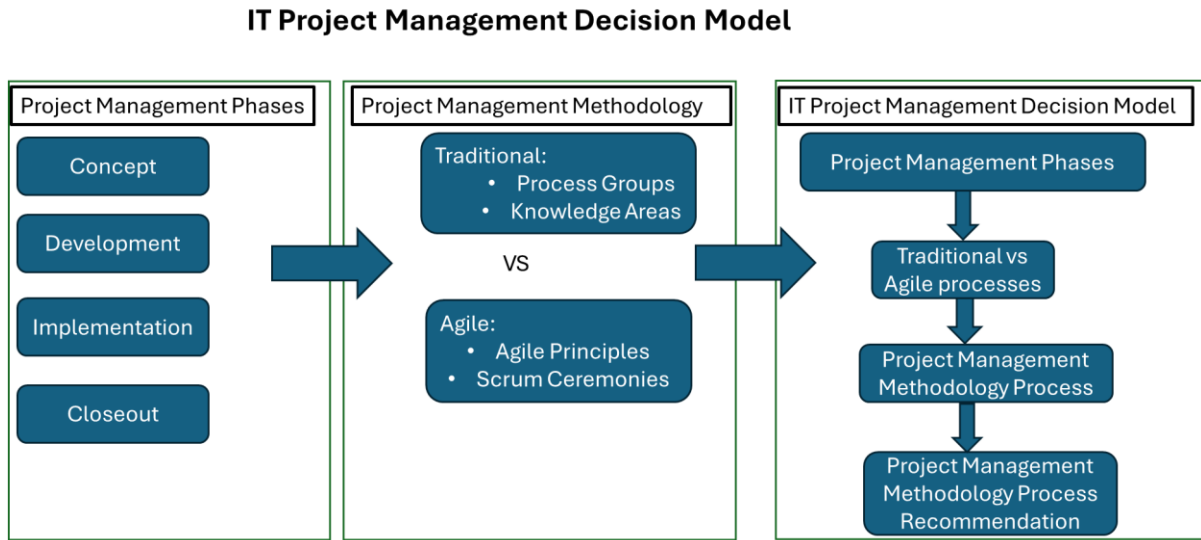 IT Project Management Decision Model
Project Management Phases
Concept
Development
Implementation
Closeout
Project Management Methodology
Traditional:
• Process Groups
• Knowledge Areas
VS
Agile:
• Agile Principles
• Scrum Ceremonies
IT Project Management Decision Model
Project Management Phases
Traditional vs
Agile processes
Project Management
Methodology Process
Project Management
Methodology Process
Recommendation